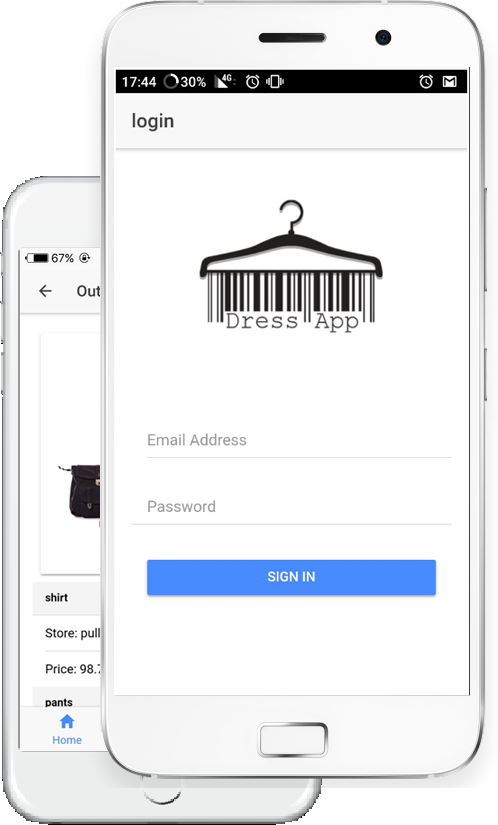 17:44 30% 4G
login
Dress App
Email Address
Password
SIGN IN
67%
Out
shirt
Store: pull
Price: 98.7
pants
Home